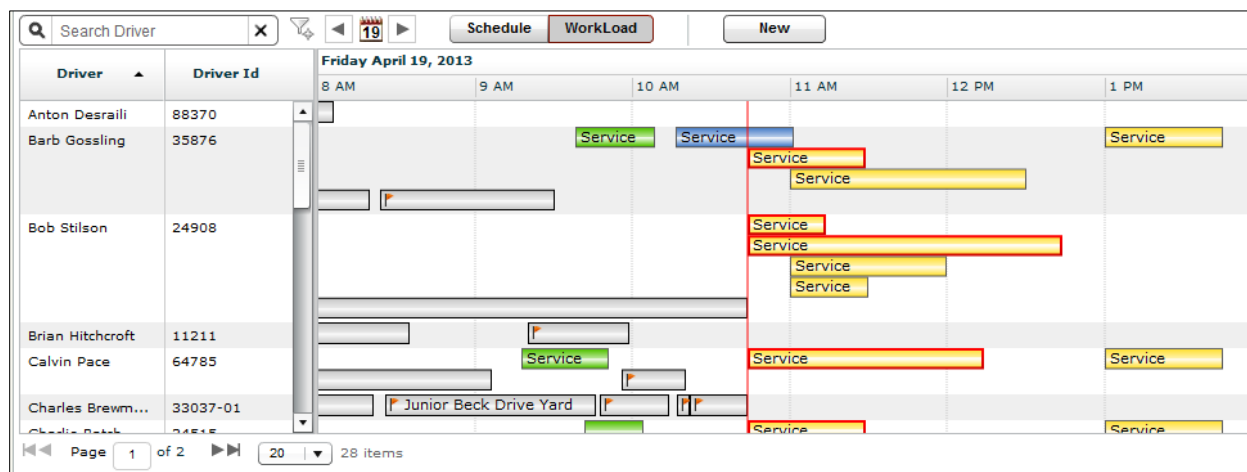 Search Driver X 19 Schedule WorkLoad New
Driver Driver Id Friday April 19, 2013
8 AM 9 AM 10 AM 11 AM 12 PM 1 PM
Anton Desraili 88370
Barb Gossling 35876 Service Service Service
Service
Service
Bob Stilson 24908 Service
Service
Service
Service
Brian Hitchcroft 11211
Calvin Pace 64785 Service Service Service
Charles Brewm... 33037-01 Junior Beck Drive Yard
Service Service
Page 1 of 2 20 28 items